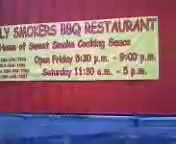 LY SMOKERS BBQ RESTAURANT
Home of Sweet Smoke Cooking Sauce
Open Friday 3:30 p.m. - 9:00 p.m.
Saturday 11:30 a.m. - 5 p.m.